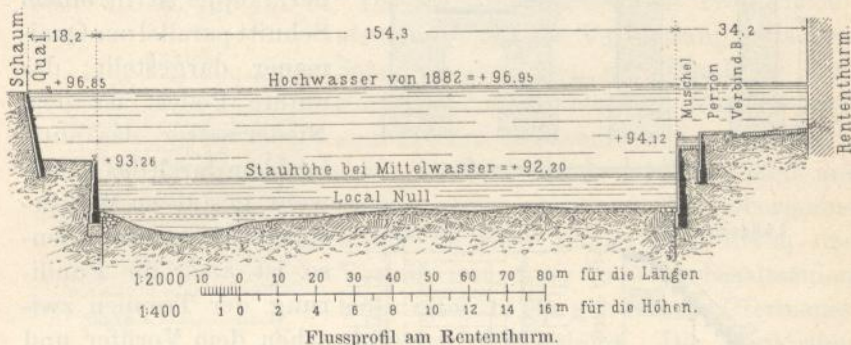 18,2 154,3 34,2
Schaum
Quai
+ 96,85
Hochwasser von 1882 = + 96,95
Muschel
Perron
Verbind.B.
Rententhurm.
+ 94,12
+ 93,26
Stauhöhe bei Mittelwasser = + 92,20
Local Null
1:2000 10 0 10 20 30 40 50 60 70 80 m für die Längen
1:400 1 0 2 4 6 8 10 12 14 16 m für die Höhen.
Flussprofil am Rententhurm.